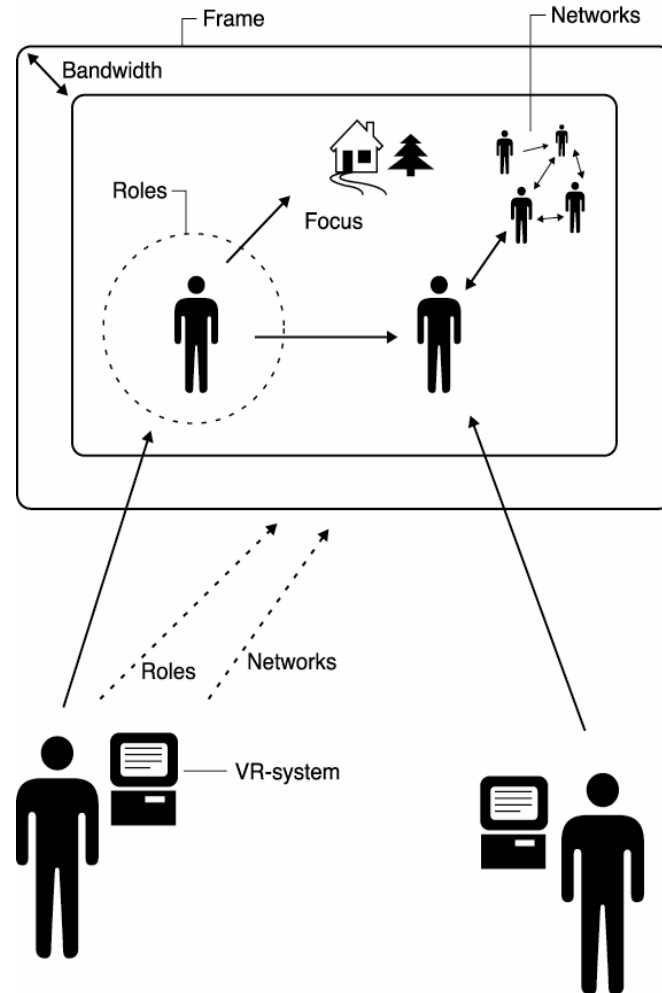 Frame
Networks
Bandwidth
Roles
Focus
Roles
Networks
VR-system